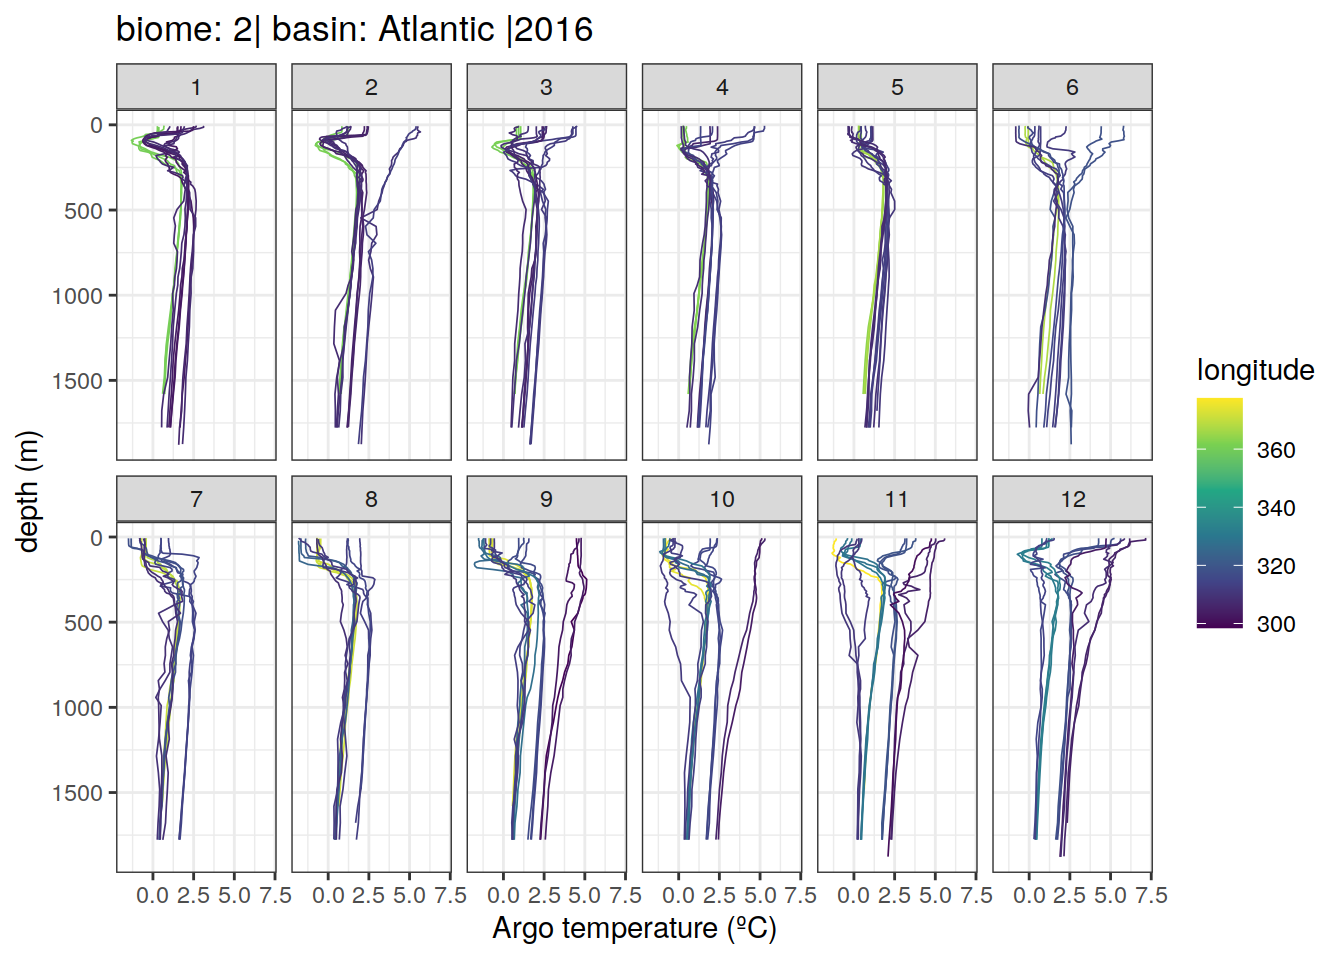 biome: 2| basin: Atlantic |2016
1 2 3 4 5 6
0
500
1000
1500
7 8 9 10 11 12
0
500
1000
1500
0.0 2.5 5.0 7.5 0.0 2.5 5.0 7.5 0.0 2.5 5.0 7.5 0.0 2.5 5.0 7.5 0.0 2.5 5.0 7.5 0.0 2.5 5.0 7.5
Argo temperature (ºC)
depth (m)
longitude
360
340
320
300